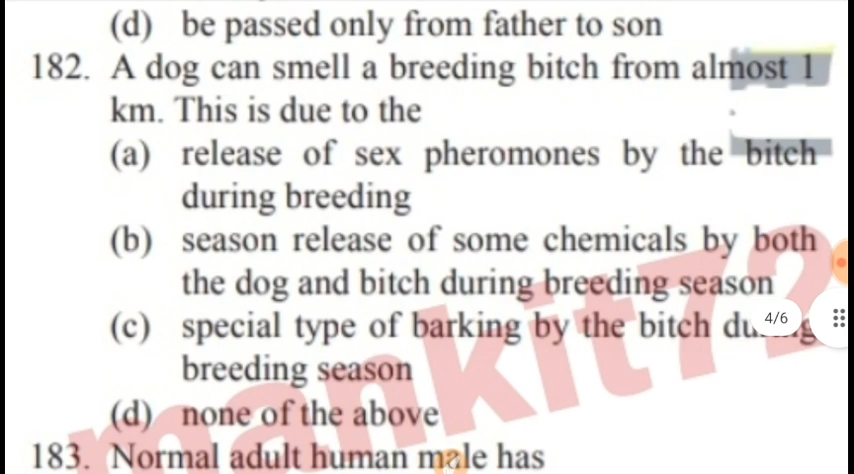 (d) be passed only from father to son
182. A dog can smell a breeding bitch from almost 1
km. This is due to the
(a) release of sex pheromones by the bitch
during breeding
(b) season release of some chemicals by both
the dog and bitch during breeding season
(c) special type of barking by the bitch
4/6
breeding season
(d) none of the above
mankit72
183. Normal adult human male has